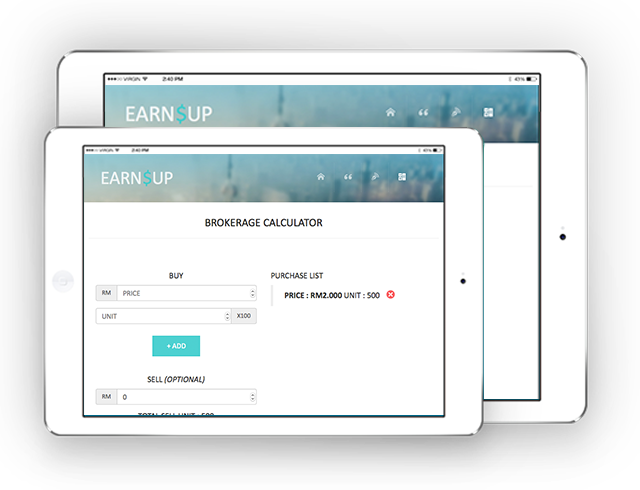 VIRGIN 2:40 PM 45%
EARN$UP
VIRGIN 2:40 PM 45%
EARN$UP
BROKERAGE CALCULATOR
BUY
RM PRICE
UNIT X100
+ ADD
SELL (OPTIONAL)
RM 0
TOTAL SELL UNIT : 500
PURCHASE LIST
PRICE : RM2.000 UNIT : 500